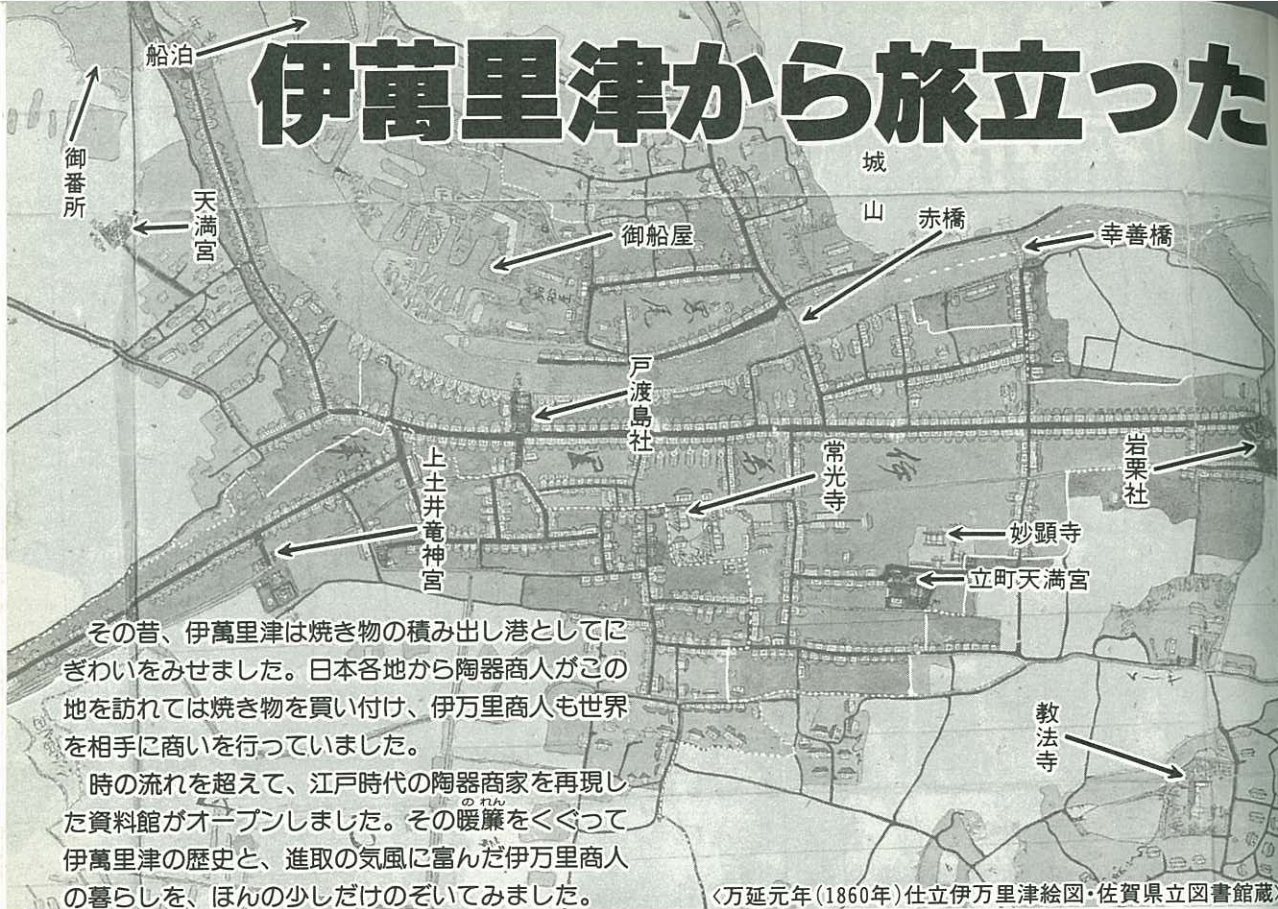 伊萬里津から旅立った
船泊
御番所
天満宮
御船屋
城山
赤橋
幸善橋
戸渡島社
上土井竜神宮
常光寺
岩栗社
妙顕寺
立町天満宮
教法寺
その昔、伊萬里津は焼き物の積み出し港としてに
ぎわいをみせました。日本各地から陶器商人がこの
地を訪れては焼き物を買い付け、伊万里商人も世界
を相手に商いを行っていました。
時の流れを超えて、江戸時代の陶器商家を再現し
た資料館がオープンしました。その暖簾をくぐって
のれん
伊萬里津の歴史と、進取の気風に富んだ伊万里商人
の暮らしを、ほんの少しだけのぞいてみました。
〈万延元年(1860年)仕立伊万里津絵図・佐賀県立図書館蔵〉